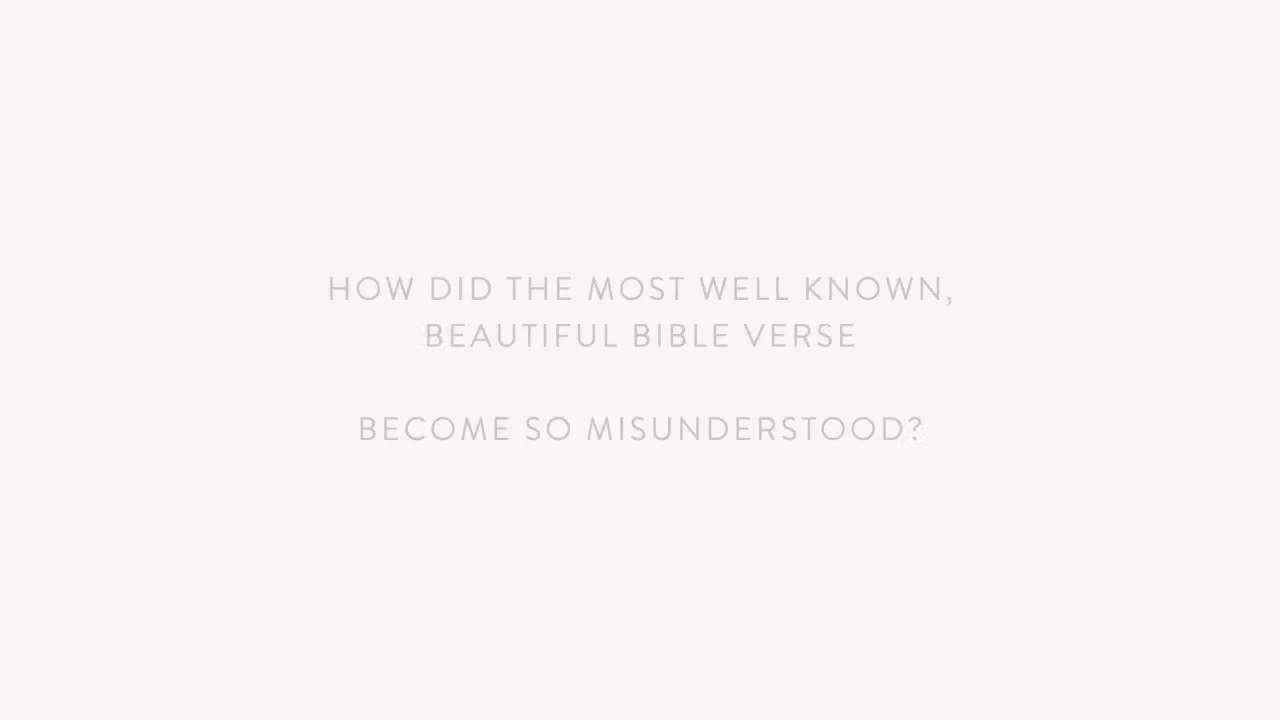 HOW DID THE MOST WELL KNOWN,
BEAUTIFUL BIBLE VERSE
BECOME SO MISUNDERSTOOD?